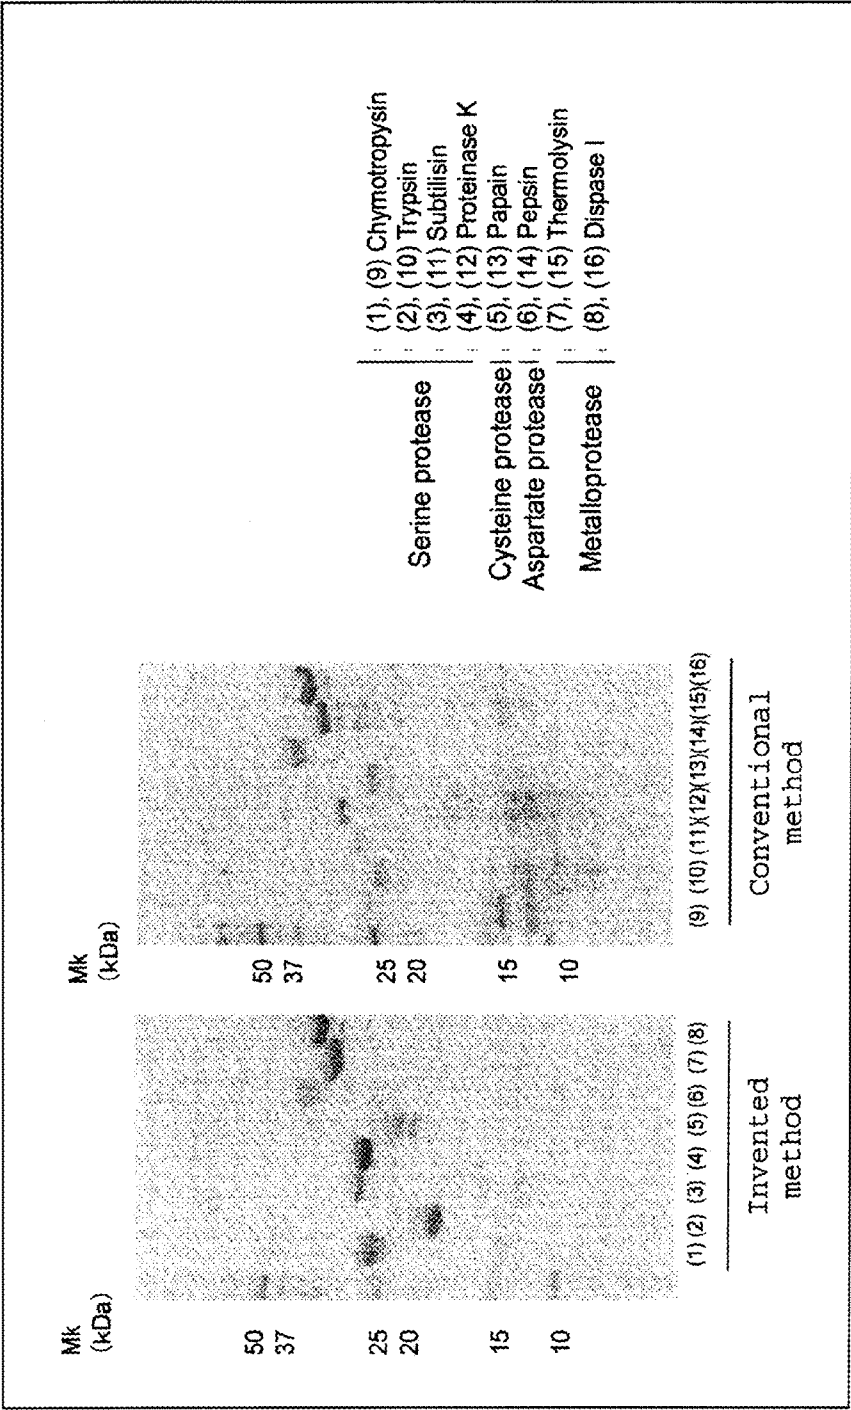 Mk
(kDa)
50
37
25
20
15
10
(1) (2) (3) (4) (5) (6) (7) (8)
Invented
method
Mk
(kDa)
50
37
25
20
15
10
(9) (10) (11)(12)(13)(14)(15)(16)
Conventional
method
Serine protease
Cysteine protease
Aspartate protease
Metalloprotease
(1), (9) Chymotropysin
(2), (10) Trypsin
(3), (11) Subtilisin
(4), (12) Proteinase K
(5), (13) Papain
(6), (14) Pepsin
(7), (15) Thermolysin
(8), (16) Dispase I